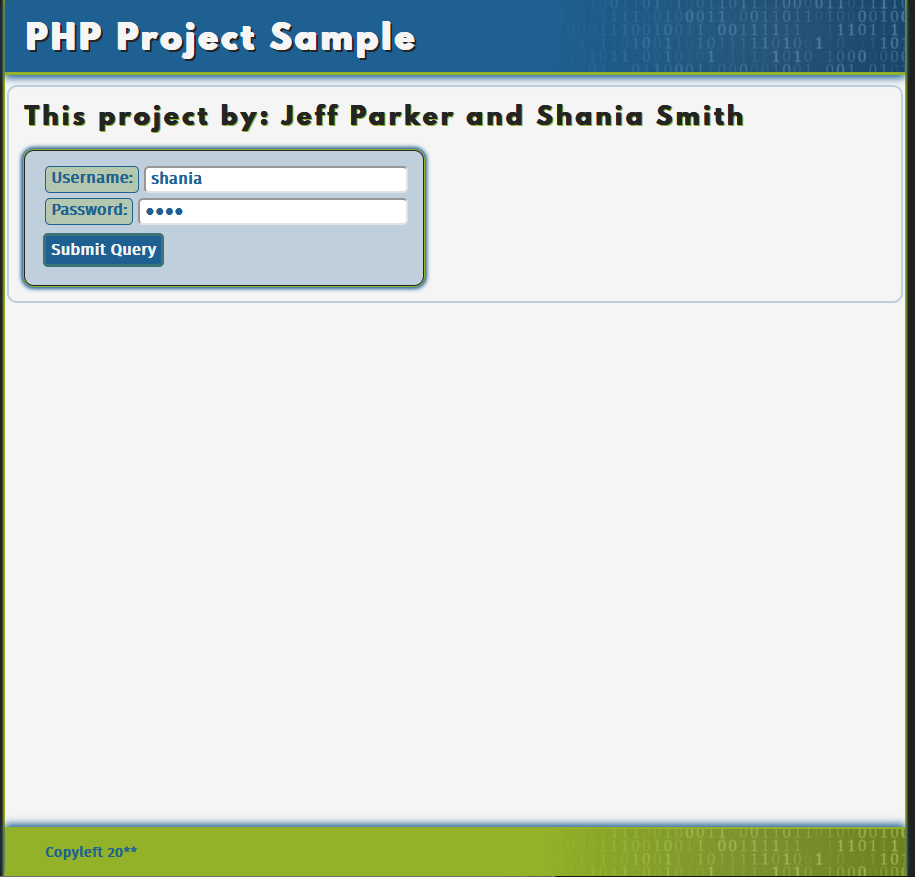 PHP Project Sample
This project by: Jeff Parker and Shania Smith
Username: shania
Password: ••••
Submit Query
Copyleft 20**